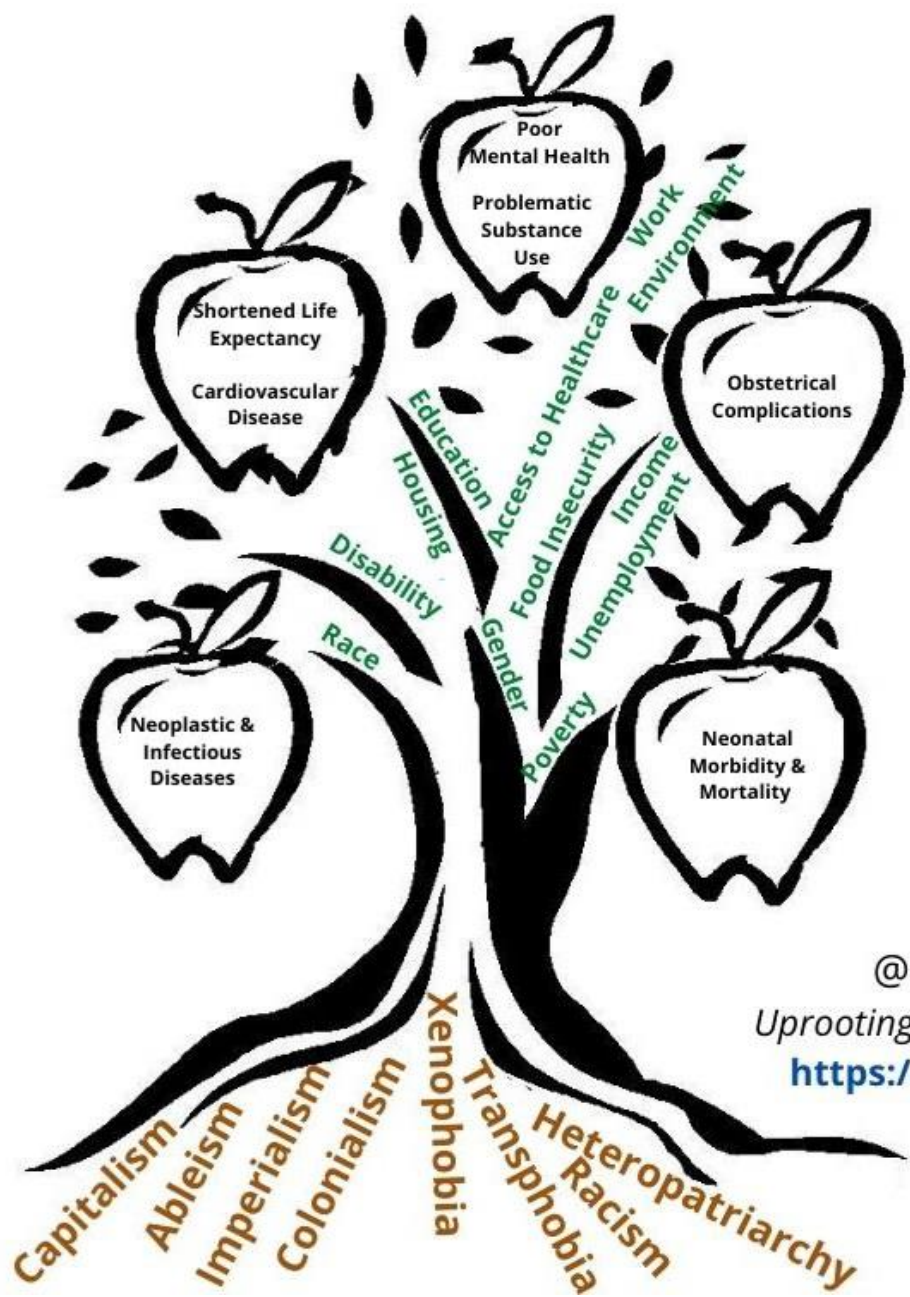 Poor
Mental Health
Problematic
Substance
Use
Work
Environment
Shortened Life
Expectancy
Cardiovascular
Disease
Obstetrical
Complications
Education
Housing
Access to Healthcare
Food Insecurity
Income
Unemployment
Disability
Race
Gender
Poverty
Neoplastic &
Infectious
Diseases
Neonatal
Morbidity &
Mortality
@
Uprooting
https:/
Capitalism
Ableism
Imperialism
Colonialism
Xenophobia
Transphobia
Racism
Heteropatriarchy